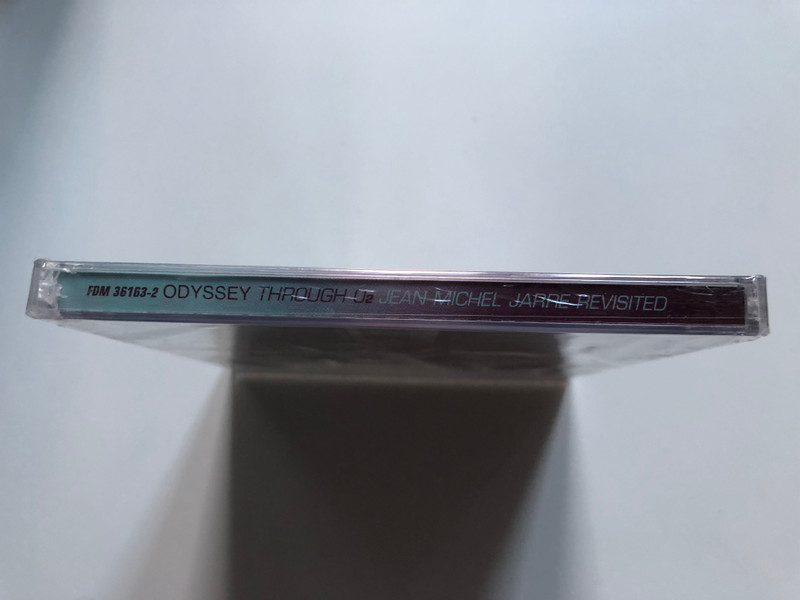 FDM 36163-2 ODYSSEY THROUGH O2 JEAN MICHEL JARRE REVISITED